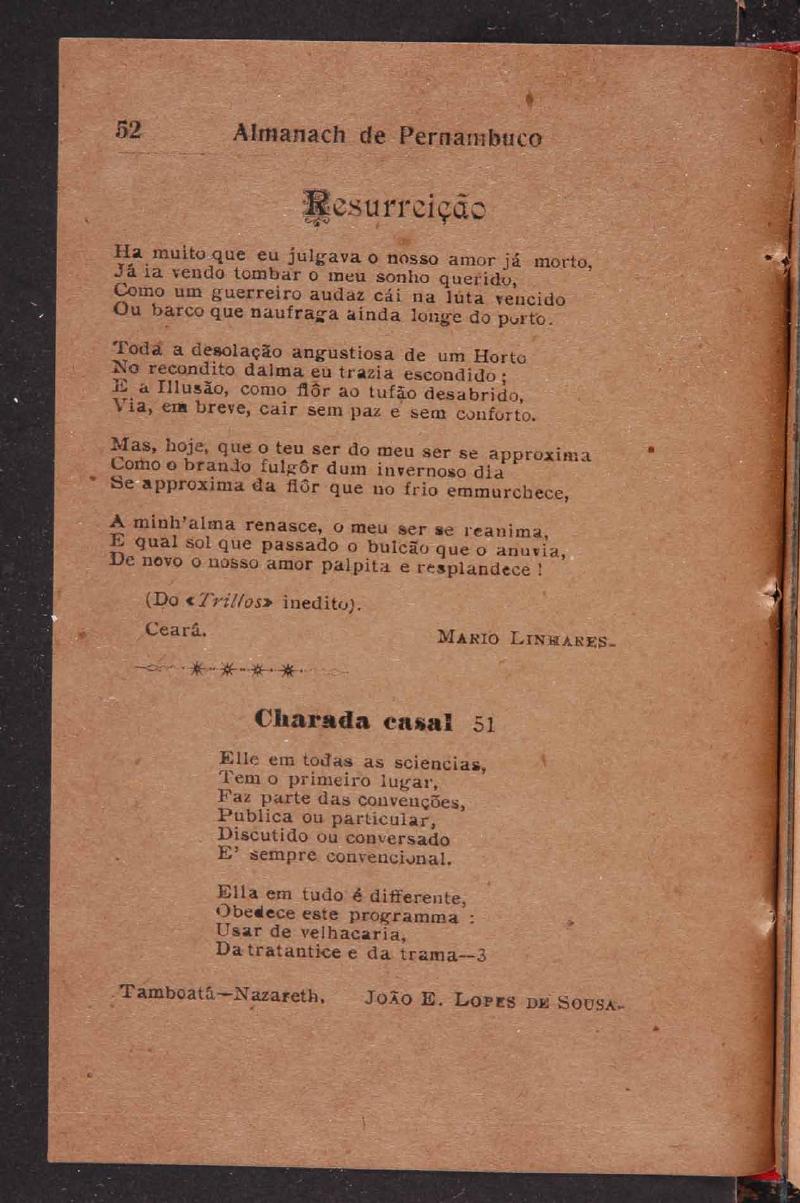 52 Almanach de Pernambuco
Resurreição
Ha muito que eu julgava o nosso amor já morto,
Já ia vendo tombar o meu sonho querido,
Como um guerreiro audaz cái na lúta vencido
Ou barco que naufraga ainda longe do porto.
Toda a desolação angustiosa de um Horto
No recondito dalma eu trazia escondido ;
E a Illusão, como flôr ao tufão desabrido,
Via, em breve, cair sem paz e sem conforto.
Mas, hoje, que o teu ser do meu ser se approxima
Como o brando fulgôr dum invernoso dia
Se approxima da flôr que no frio emmurchece,
A minh'alma renasce, o meu ser se reanima,
E qual sol que passado o bulcão que o anuvia,
De novo o nosso amor palpita e resplandece !
(Do «Trillos» inedito).
Ceará.
MARIO LINHARES.
Charada casal 51
Elle em todas as sciencias,
Tem o primeiro lugar,
Faz parte das convenções,
Publica ou particular,
Discutido ou conversado
E' sempre convencional.
Ella em tudo é differente,
Obedece este programma :
Usar de velhacaria,
Da tratantice e da trama—3
Tamboatá—Nazareth. JOÃO E. LOPES DE SOUSA.